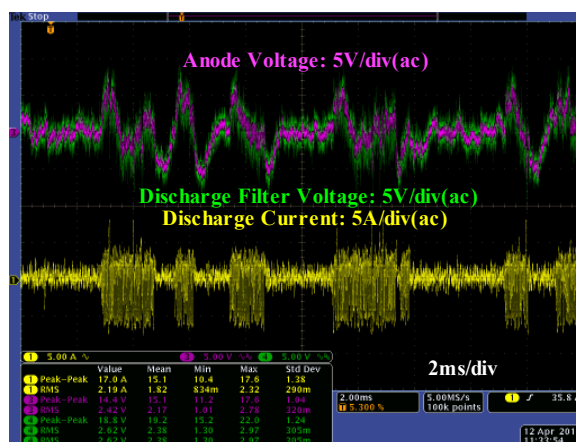 Tek Stop
Anode Voltage: 5V/div(ac)
Discharge Filter Voltage: 5V/div(ac)
Discharge Current: 5A/div(ac)
1 5.00 A 3 5.00 V 4 5.00 V
2ms/div
Value Mean Min Max Std Dev
1 Peak-Peak 17.0 A 15.1 10.4 17.6 1.38
1 RMS 2.19 A 1.82 834m 2.32 290m
3 Peak-Peak 14.4 V 15.1 11.2 17.6 1.04
3 RMS 2.42 V 2.17 1.01 2.78 320m
4 Peak-Peak 18.8 V 19.2 15.2 22.0 1.24
4 RMS 2.62 V 2.38 1.30 2.97 305m
2.00ms 5.00MS/s 1 35.8
T 5.300 % 100k points
12 Apr 201
11:33:54